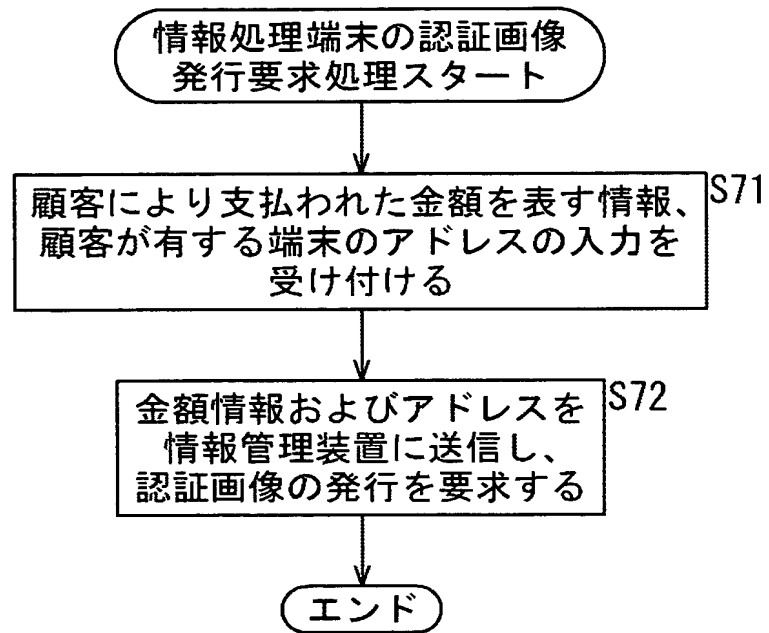 情報処理端末の認証画像
発行要求処理スタート
S71
顧客により支払われた金額を表す情報、
顧客が有する端末のアドレスの入力を
受け付ける
S72
金額情報およびアドレスを
情報管理装置に送信し、
認証画像の発行を要求する
エンド